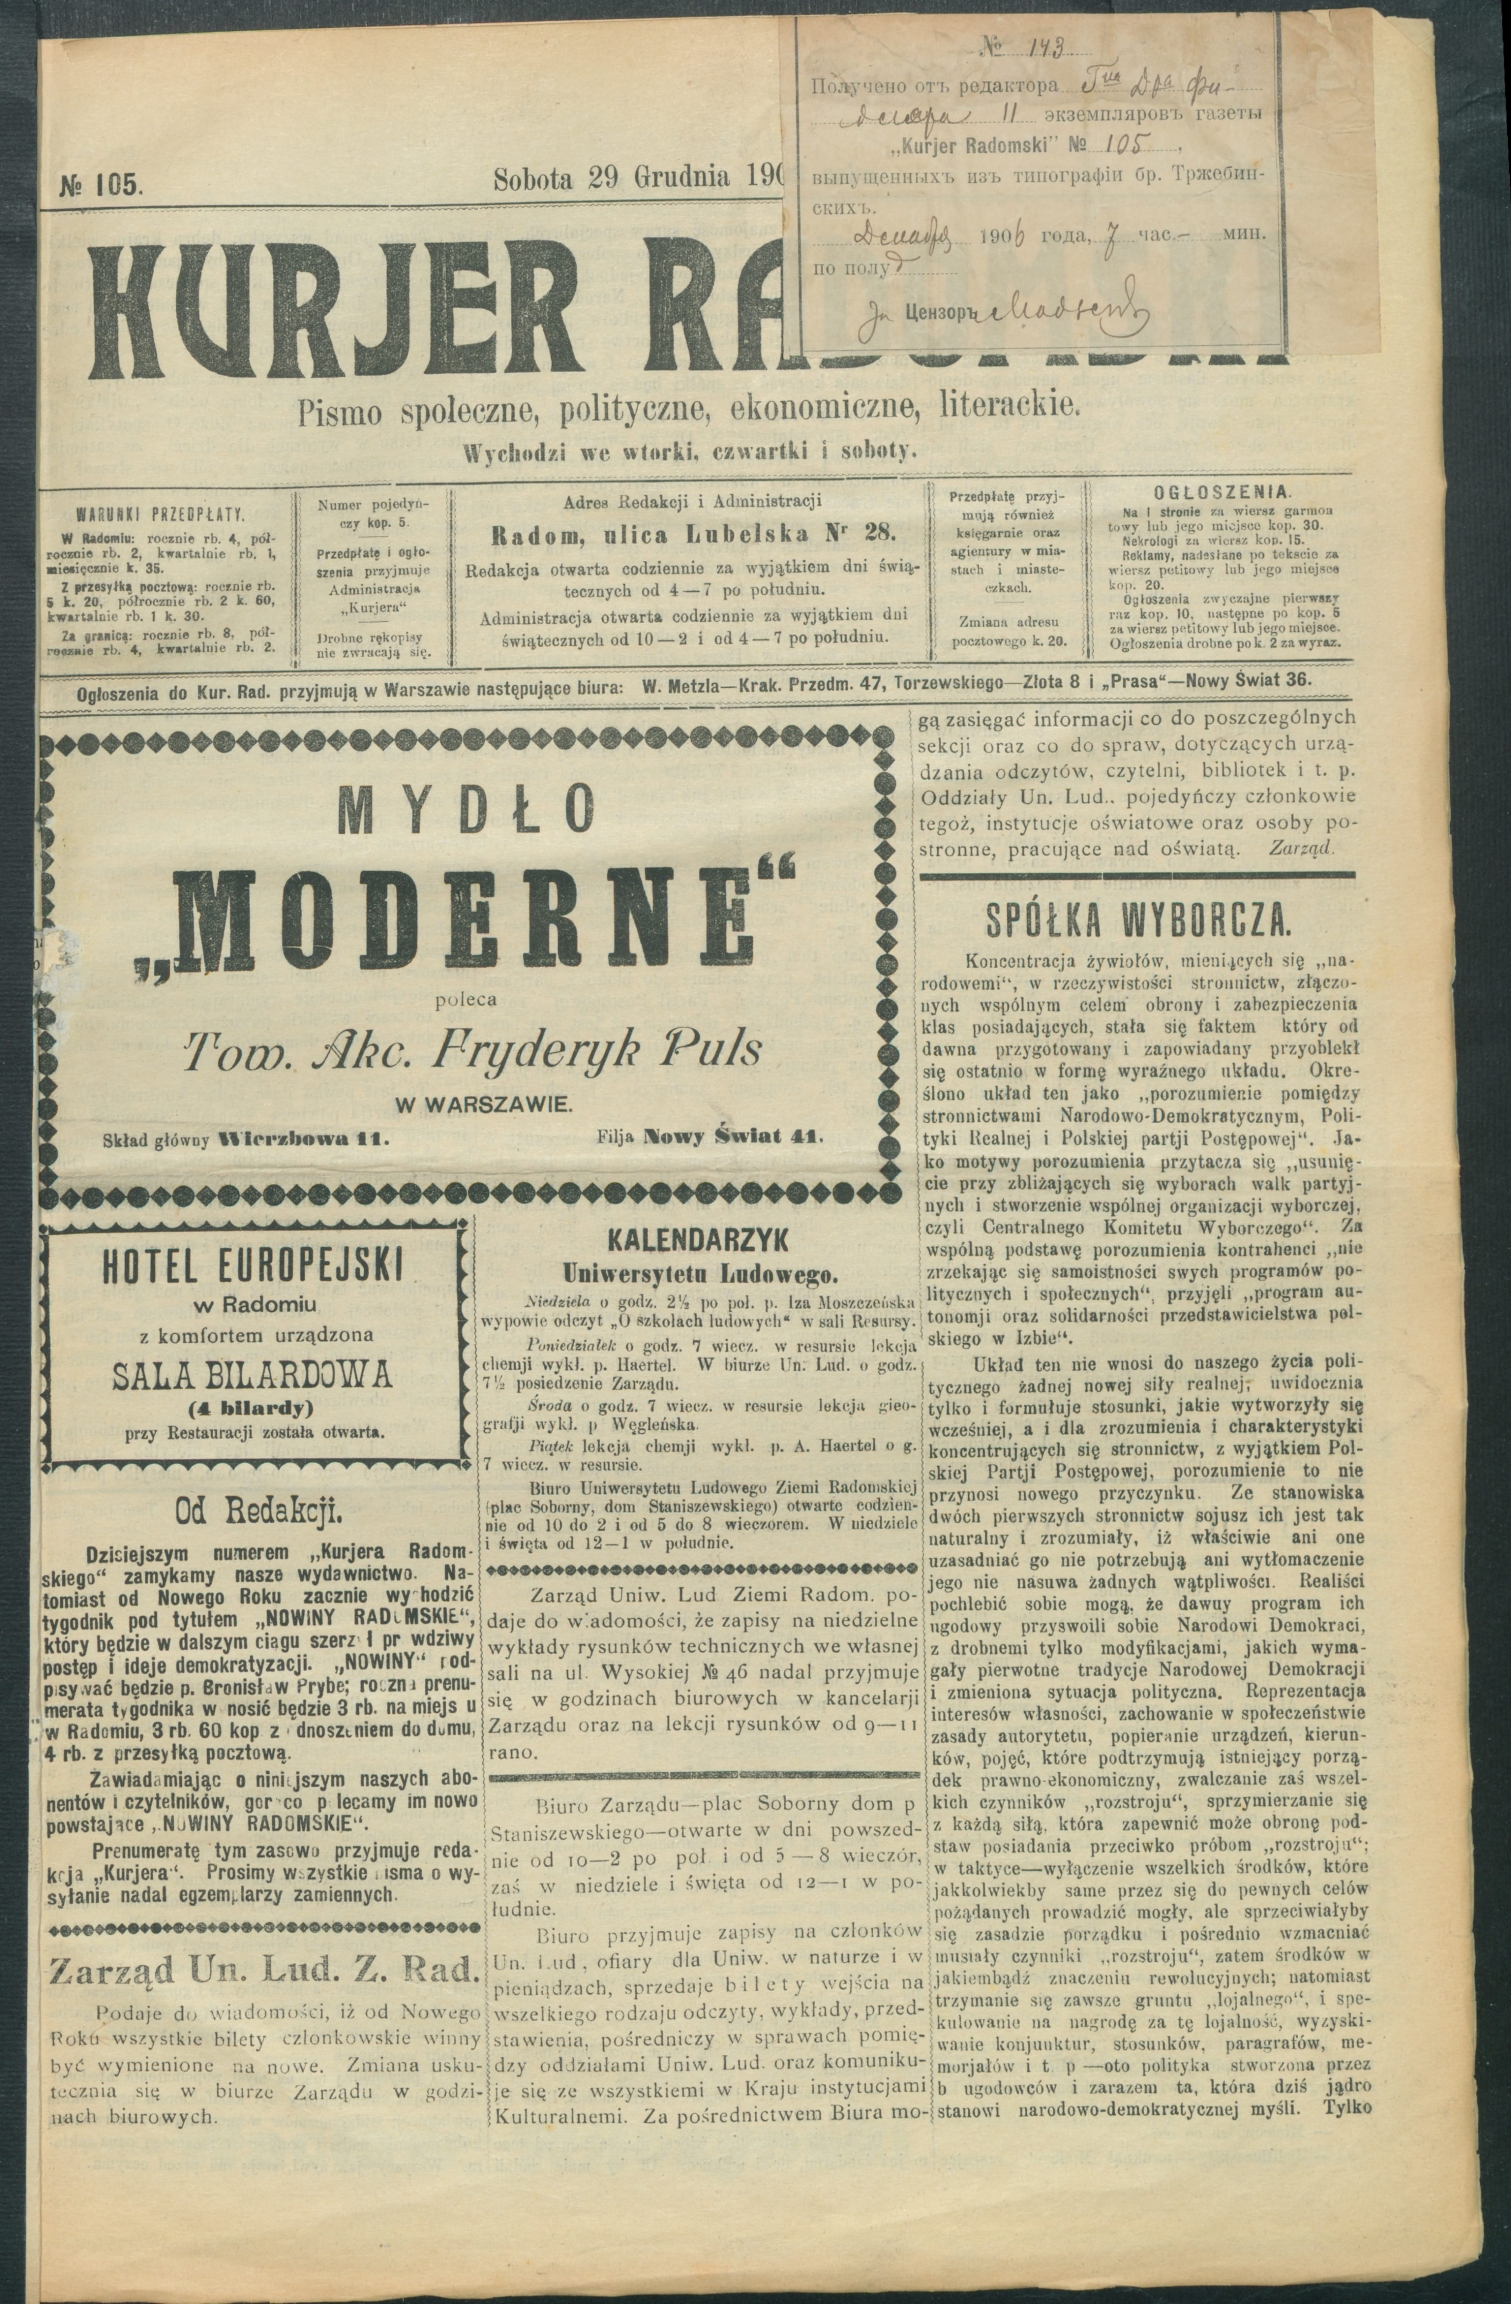 № 143
Получено отъ редактора Гна Дра Фи-
11 экземпляровъ газеты
„Kurjer Radomski" № 105.
выпущенныхъ изъ типографіи бр. Тржебин-
скихъ.
Декабря 1906 года, 7 час.— мин.
по полуд
За Цензоръ
№ 105.
Sobota 29 Grudnia 190
KURJER RADOMSKI
Pismo społeczne, polityczne, ekonomiczne, literackie.
Wychodzi we wtorki, czwartki i soboty.
WARUNKI PRZEDPŁATY.
W Radomiu: rocznie rb. 4, pół-
rocznie rb. 2, kwartalnie rb. 1,
miesięcznie k. 35.
Z przesyłką pocztową: rocznie rb.
5 k. 20, półrocznie rb. 2 k. 60,
kwartalnie rb. 1 k. 30.
Za granicą: rocznie rb. 8, pół-
rocznie rb. 4, kwartalnie rb. 2.
Numer pojedyń-
czy kop. 5.
Przedpłatę i ogło-
szenia przyjmuje
Administracja
„Kurjera"
Drobne rękopisy
nie zwracają się.
Adres Redakcji i Administracji
Radom, ulica Lubelska Nr 28.
Redakcja otwarta codziennie za wyjątkiem dni świą-
tecznych od 4—7 po południu.
Administracja otwarta codziennie za wyjątkiem dni
świątecznych od 10—2 i od 4—7 po południu.
Przedpłatę przyj-
mują również
księgarnie oraz
agientury w mia-
stach i miaste-
czkach.
Zmiana adresu
pocztowego k. 20.
OGŁOSZENIA.
Na I stronie za wiersz garmon
towy lub jego miejsce kop. 30.
Nekrologi za wiersz kop. 15.
Reklamy, nadesłane po tekscie za
wiersz petitowy lub jego miejsce
kop. 20.
Ogłoszenia zwyczajne pierwszy
raz kop. 10, następne po kop. 5
za wiersz petitowy lub jego miejsce.
Ogłoszenia drobne po k. 2 za wyraz.
Ogłoszenia do Kur. Rad. przyjmują w Warszawie następujące biura: W. Metzla—Krak. Przedm. 47, Torzewskiego—Złota 8 i „Prasa"—Nowy Świat 36.
MYDŁO
„MODERNE"
poleca
Tow. Akc. Fryderyk Puls
W WARSZAWIE.
Skład główny Wierzbowa 11. Filja Nowy Świat 41.
HOTEL EUROPEJSKI
w Radomiu
z komfortem urządzona
SALA BILARDOWA
(4 bilardy)
przy Restauracji została otwarta.
Od Redakcji.
Dzisiejszym numerem „Kurjera Radom-
skiego" zamykamy nasze wydawnictwo. Na-
tomiast od Nowego Roku zacznie wychodzić
tygodnik pod tytułem „NOWINY RADOMSKIE",
który będzie w dalszym ciągu szerzył prawdziwy
postęp i ideje demokratyzacji. „NOWINY" pod-
pisywać będzie p. Bronisław Prybe; roczna prenu-
merata tygodnika wynosić będzie 3 rb. na miejscu
w Radomiu, 3 rb. 60 kop z odnoszeniem do domu,
4 rb. z przesyłką pocztową.
Zawiadamiając o niniejszym naszych abo-
nentów i czytelników, gorąco polecamy im nowo
powstające „NOWINY RADOMSKIE".
Prenumeratę tym zasowo przyjmuje reda-
kcja „Kurjera". Prosimy wszystkie pisma o wy-
syłanie nadal egzemplarzy zamiennych.
Zarząd Un. Lud. Z. Rad.
Podaje do wiadomości, iż od Nowego
Roku wszystkie bilety członkowskie winny
być wymienione na nowe. Zmiana usku-
tecznia się w biurze Zarządu w godzi-
nach biurowych.
KALENDARZYK
Uniwersytetu Ludowego.
Niedziela o godz. 2½ po poł. p. Iza Moszczeńska
wypowie odczyt „O szkołach ludowych" w sali Resursy.
Poniedziałek o godz. 7 wiecz. w resursie lekcja
chemji wykł. p. Haertel. W biurze Un. Lud. o godz.
7½ posiedzenie Zarządu.
Środa o godz. 7 wiecz. w resursie lekcja gieo-
grafji wykł. p Węgleńska.
Piątek lekcja chemji wykł. p. A. Haertel o g.
7 wiecz. w resursie.
Biuro Uniwersytetu Ludowego Ziemi Radomskiej
(plac Soborny, dom Staniszewskiego) otwarte codzien-
nie od 10 do 2 i od 5 do 8 wieczorem. W niedziele
i święta od 12—1 w południe.
Zarząd Uniw. Lud Ziemi Radom. po-
daje do wiadomości, że zapisy na niedzielne
wykłady rysunków technicznych we własnej
sali na ul. Wysokiej № 46 nadal przyjmuje
się w godzinach biurowych w kancelarji
Zarządu oraz na lekcji rysunków od 9—11
rano.
Biuro Zarządu—plac Soborny dom p
Staniszewskiego—otwarte w dni powszed-
nie od 10—2 po poł. i od 5—8 wieczór,
zaś w niedziele i święta od 12—1 w po-
łudnie.
Biuro przyjmuje zapisy na członków
Un. Lud, ofiary dla Uniw. w naturze i w
pieniądzach, sprzedaje bilety wejścia na
wszelkiego rodzaju odczyty, wykłady, przed-
stawienia, pośredniczy w sprawach pomię-
dzy oddziałami Uniw. Lud. oraz komuniku-
je się ze wszystkiemi w Kraju instytucjami
Kulturalnemi. Za pośrednictwem Biura mo-
gą zasięgać informacji co do poszczególnych
sekcji oraz co do spraw, dotyczących urzą-
dzania odczytów, czytelni, bibliotek i t. p.
Oddziały Un. Lud.. pojedyńczy członkowie
tegoż, instytucje oświatowe oraz osoby po-
stronne, pracujące nad oświatą. Zarząd.
SPÓŁKA WYBORCZA.
Koncentracja żywiołów, mieniących się „na-
rodowemi", w rzeczywistości stronnictw, złączo-
nych wspólnym celem obrony i zabezpieczenia
klas posiadających, stała się faktem który od
dawna przygotowany i zapowiadany przyoblekł
się ostatnio w formę wyraźnego układu. Okre-
ślono układ ten jako „porozumienie pomiędzy
stronnictwami Narodowo-Demokratycznym, Poli-
tyki Realnej i Polskiej partji Postępowej". Ja-
ko motywy porozumienia przytacza się „usunię-
cie przy zbliżających się wyborach walk partyj-
nych i stworzenie wspólnej organizacji wyborczej,
czyli Centralnego Komitetu Wyborczego". Za
wspólną podstawę porozumienia kontrahenci „nie
zrzekając się samoistności swych programów po-
litycznych i społecznych", przyjęli „program au-
tonomji oraz solidarności przedstawicielstwa pol-
skiego w Izbie".
Układ ten nie wnosi do naszego życia poli-
tycznego żadnej nowej siły realnej; uwidocznia
tylko i formułuje stosunki, jakie wytworzyły się
wcześniej, a i dla zrozumienia i charakterystyki
koncentrujących się stronnictw, z wyjątkiem Pol-
skiej Partji Postępowej, porozumienie to nie
przynosi nowego przyczynku. Ze stanowiska
dwóch pierwszych stronnictw sojusz ich jest tak
naturalny i zrozumiały, iż właściwie ani one
uzasadniać go nie potrzebują ani wytłomaczenie
jego nie nasuwa żadnych wątpliwości. Realiści
pochlebić sobie mogą, że dawny program ich
ugodowy przyswoili sobie Narodowi Demokraci,
z drobnemi tylko modyfikacjami, jakich wyma-
gały pierwotne tradycje Narodowej Demokracji
i zmieniona sytuacja polityczna. Reprezentacja
interesów własności, zachowanie w społeczeństwie
zasady autorytetu, popieranie urządzeń, kierun-
ków, pojęć, które podtrzymują istniejący porzą-
dek prawno-ekonomiczny, zwalczanie zaś wszel-
kich czynników „rozstroju", sprzymierzanie się
z każdą siłą, która zapewnić może obronę pod-
staw posiadania przeciwko próbom „rozstroju";
w taktyce—wyłączenie wszelkich środków, które
jakkolwiekby same przez się do pewnych celów
pożądanych prowadzić mogły, ale sprzeciwiałyby
się zasadzie porządku i pośrednio wzmacniać
musiały czynniki „rozstroju", zatem środków w
jakiembądź znaczeniu rewolucyjnych; natomiast
trzymanie się zawsze gruntu „lojalnego", i spe-
kulowanie na nagrodę za tę lojalność, wyzyski-
wanie konjunktur, stosunków, paragrafów, me-
morjałów i t p —oto polityka stworzona przez
b ugodowców i zarazem ta, która dziś jądro
stanowi narodowo-demokratycznej myśli. Tylko